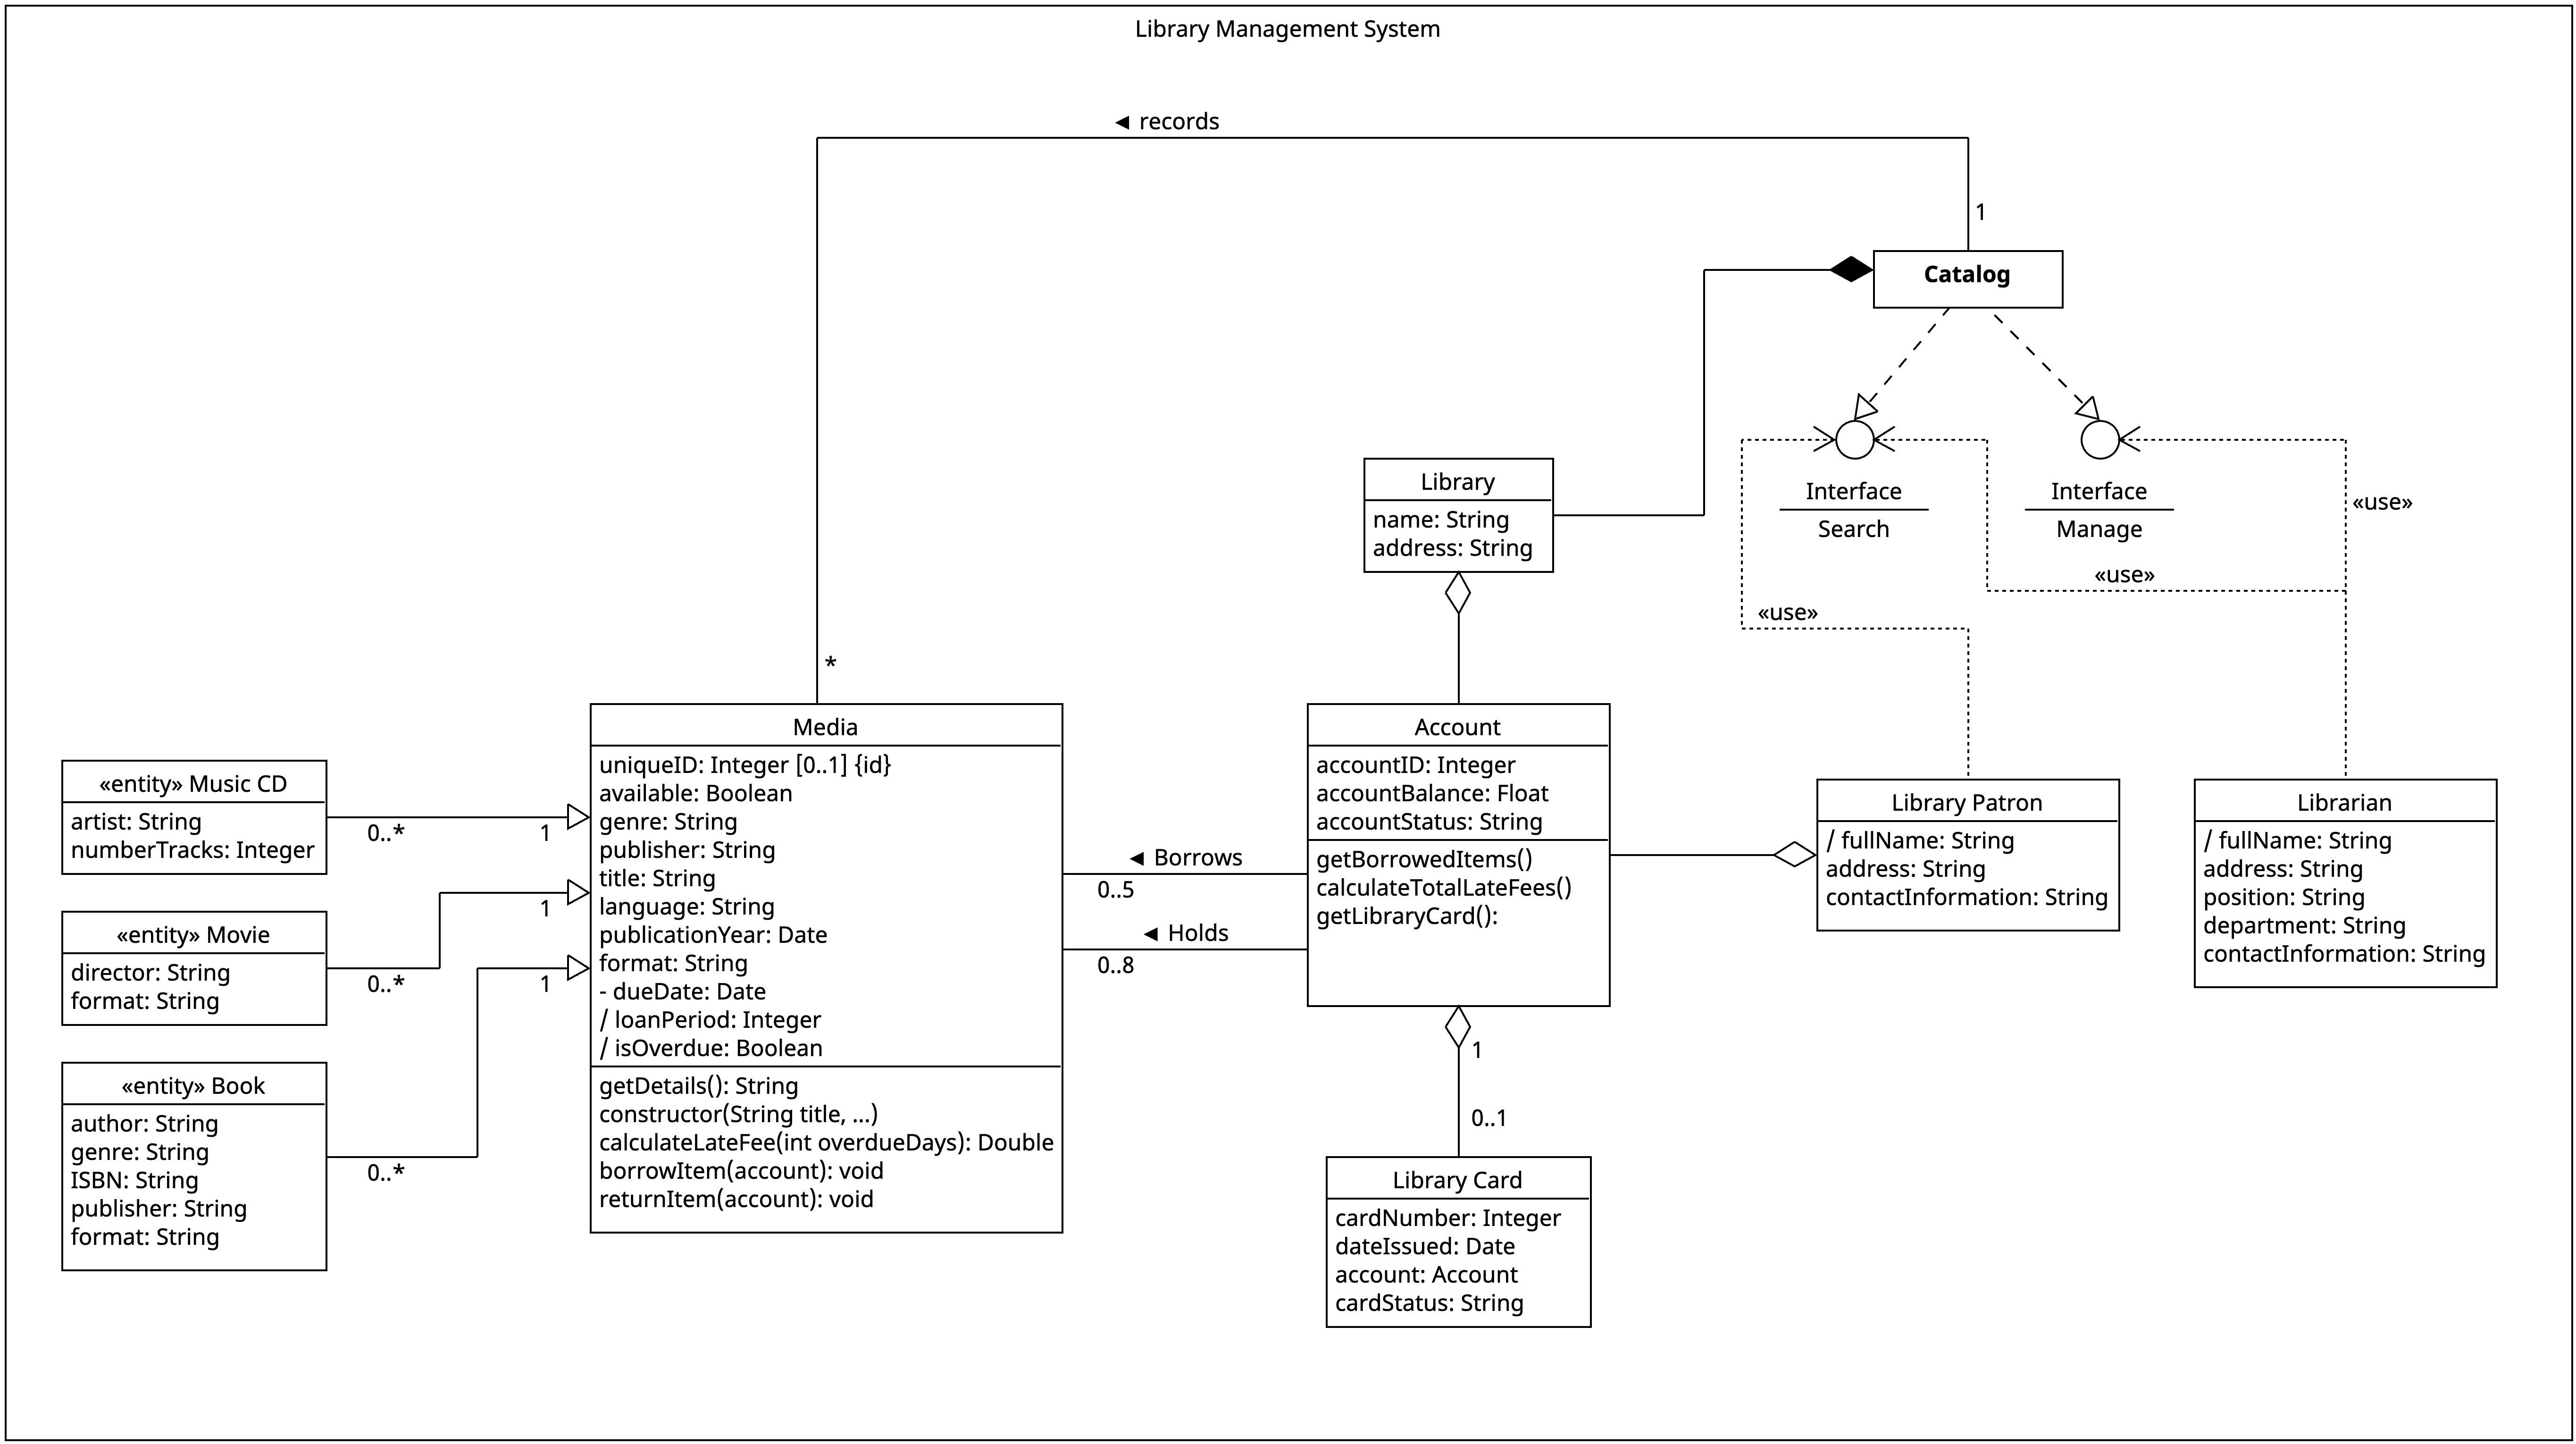 Library Management System
◄ records
1
Catalog
Library
name: String
address: String
Interface
Search
Interface
Manage
«use»
«use»
«use»
*
Media
uniqueID: Integer [0..1] {id}
available: Boolean
genre: String
publisher: String
title: String
language: String
publicationYear: Date
format: String
- dueDate: Date
/ loanPeriod: Integer
/ isOverdue: Boolean
getDetails(): String
constructor(String title, ...)
calculateLateFee(int overdueDays): Double
borrowItem(account): void
returnItem(account): void
«entity» Music CD
artist: String
numberTracks: Integer
0..*
1
«entity» Movie
director: String
format: String
0..*
1
«entity» Book
author: String
genre: String
ISBN: String
publisher: String
format: String
0..*
1
◄ Borrows
0..5
◄ Holds
0..8
Account
accountID: Integer
accountBalance: Float
accountStatus: String
getBorrowedItems()
calculateTotalLateFees()
getLibraryCard():
1
0..1
Library Card
cardNumber: Integer
dateIssued: Date
account: Account
cardStatus: String
Library Patron
/ fullName: String
address: String
contactInformation: String
Librarian
/ fullName: String
address: String
position: String
department: String
contactInformation: String